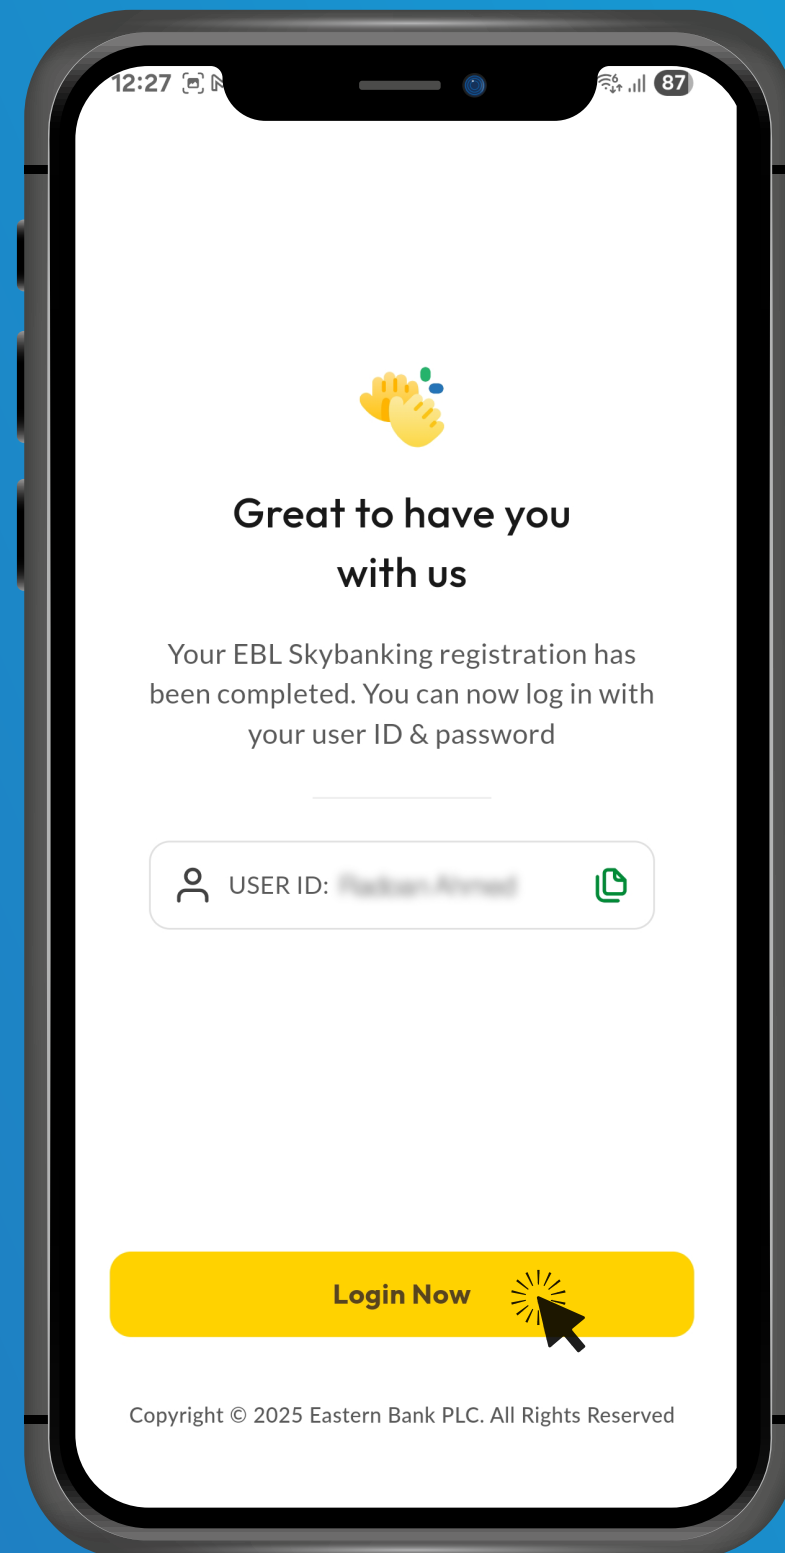 12:27 87
Great to have you
with us
Your EBL Skybanking registration has
been completed. You can now log in with
your user ID & password
USER ID:
Login Now
Copyright © 2025 Eastern Bank PLC. All Rights Reserved